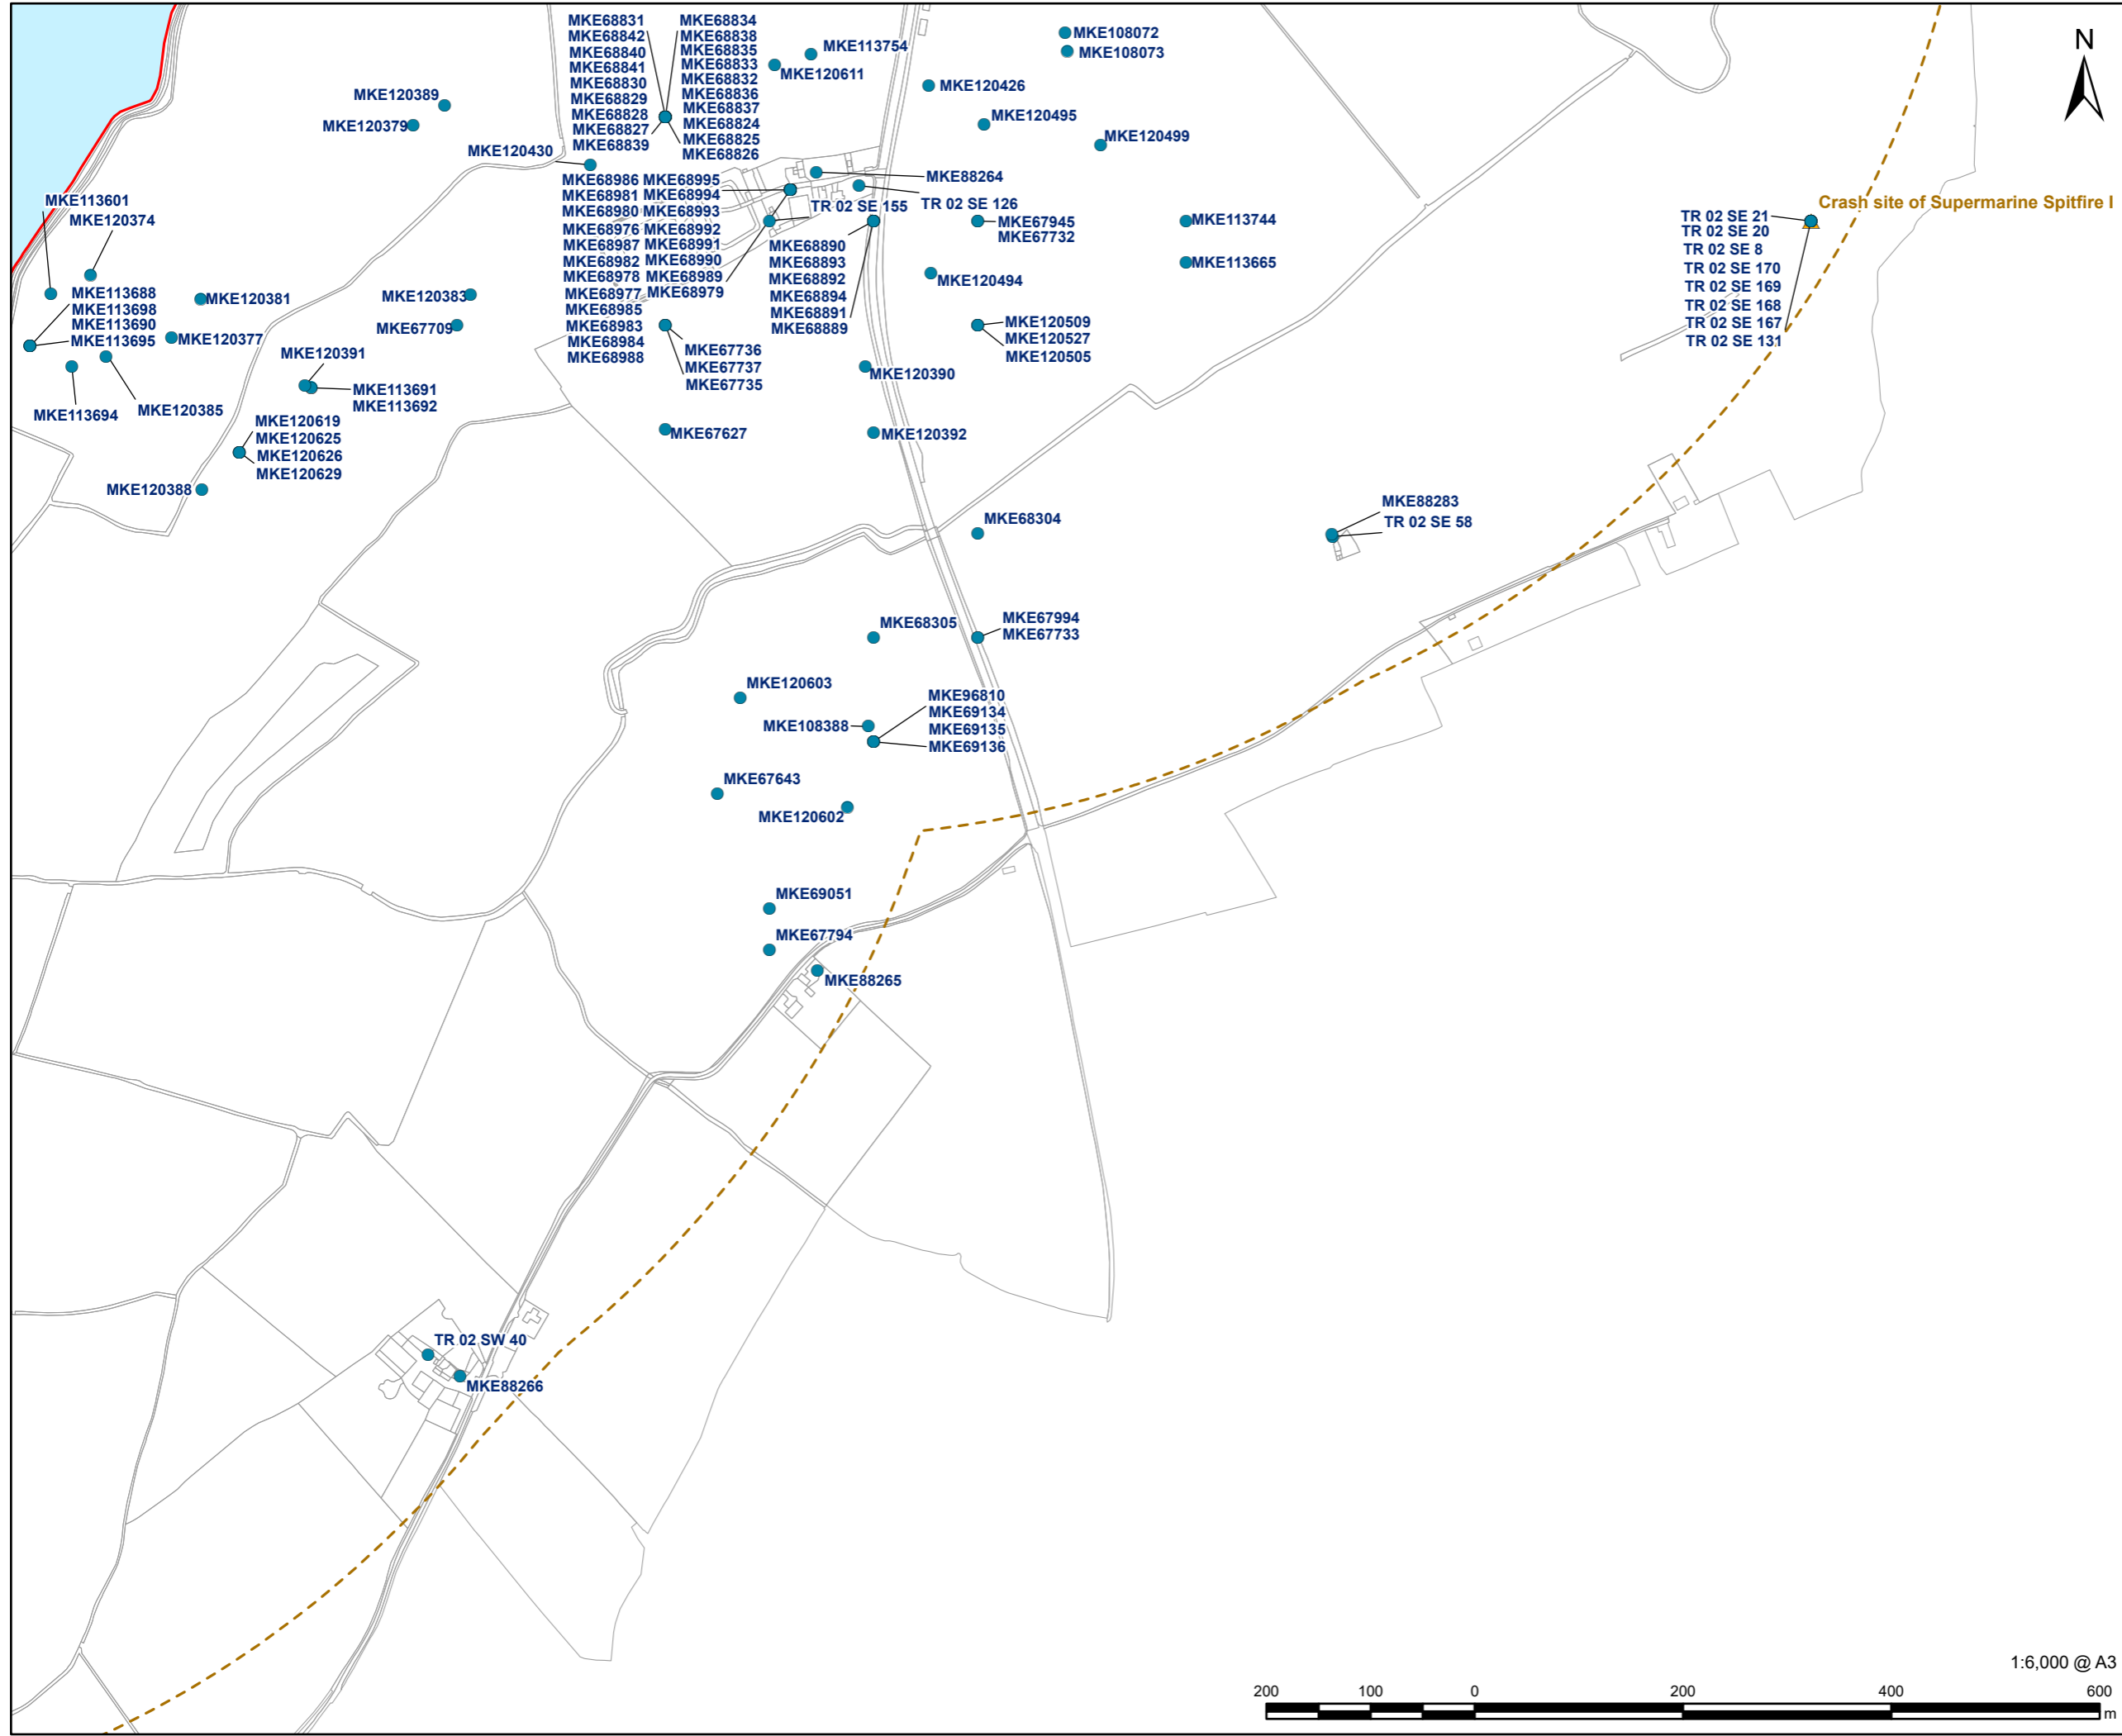 MKE68831
MKE68842
MKE68840
MKE68841
MKE68830
MKE68829
MKE68828
MKE68827
MKE68839
MKE68834
MKE68838
MKE68835
MKE68833
MKE68832
MKE68836
MKE68837
MKE68824
MKE68825
MKE68826
MKE113754
MKE120611
MKE108072
MKE108073
N
MKE120426
MKE120389
MKE120379
MKE120495
MKE120499
MKE120430
MKE88264
TR 02 SE 155
TR 02 SE 126
MKE68986
MKE68981
MKE68980
MKE68976
MKE68987
MKE68982
MKE68978
MKE68977
MKE68985
MKE68983
MKE68984
MKE68988
MKE68995
MKE68994
MKE68993
MKE68992
MKE68991
MKE68990
MKE68989
MKE68979
MKE67945
MKE67732
MKE113744
MKE113665
Crash site of Supermarine Spitfire I
TR 02 SE 21
TR 02 SE 20
TR 02 SE 8
TR 02 SE 170
TR 02 SE 169
TR 02 SE 168
TR 02 SE 167
TR 02 SE 131
MKE68890
MKE68893
MKE68892
MKE68894
MKE68891
MKE68889
MKE113601
MKE120374
MKE113688
MKE113698
MKE113690
MKE113695
MKE120381
MKE120377
MKE120383
MKE67709
MKE120494
MKE120509
MKE120527
MKE120505
MKE67736
MKE67737
MKE67735
MKE120391
MKE113691
MKE113692
MKE120390
MKE113694
MKE120385
MKE120619
MKE120625
MKE120626
MKE120629
MKE67627
MKE120392
MKE120388
MKE68304
MKE88283
TR 02 SE 58
MKE68305
MKE67994
MKE67733
MKE120603
MKE108388
MKE96810
MKE69134
MKE69135
MKE69136
MKE67643
MKE120602
MKE69051
MKE67794
MKE88265
TR 02 SW 40
MKE88266
1:6,000 @ A3
200 100 0 200 400 600
m